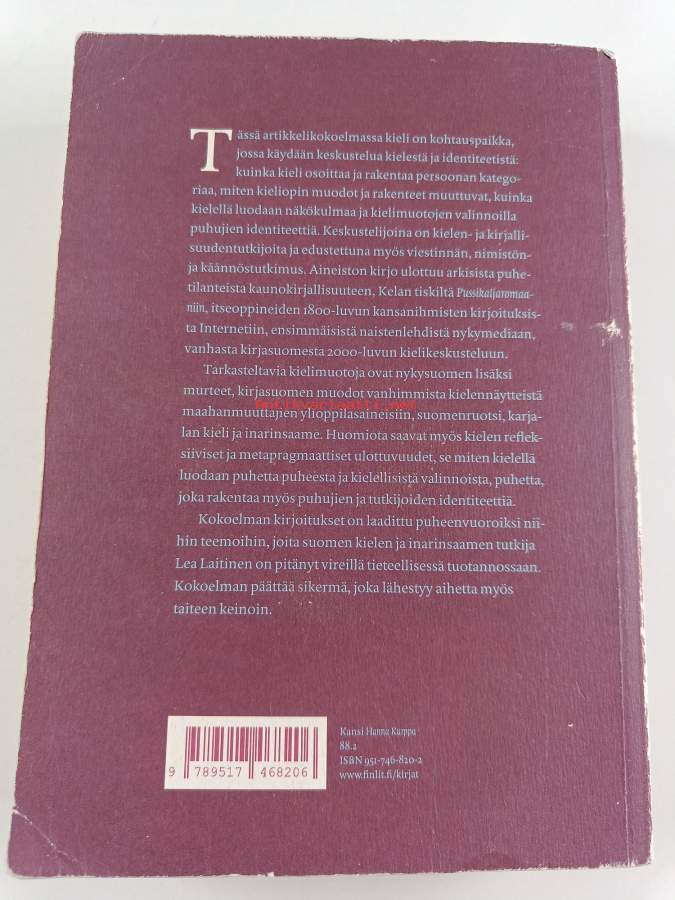 Tässä artikkelikokoelmassa kieli on kohtauspaikka,
jossa käydään keskustelua kielestä ja identiteetistä:
kuinka kieli osoittaa ja rakentaa persoonan katego-
riaa, miten kieliopin muodot ja rakenteet muuttuvat, kuinka
kielellä luodaan näkökulmaa ja kielimuotojen valinnoilla
puhujien identiteettiä. Keskustelijoina on kielen- ja kirjalli-
suudentutkijoita ja edustettuna myös viestinnän, nimistön-
ja käännöstutkimus. Aineiston kirjo ulottuu arkisista puhe-
tilanteista kaunokirjallisuuteen, Kelan tiskiltä Pussikaljaromaa-
niin, itseoppineiden 1800-luvun kansanihmisten kirjoituksis-
ta Internetiin, ensimmäisistä naistenlehdistä nykymediaan,
vanhasta kirjasuomesta 2000-luvun kielikeskusteluun.
Tarkasteltavia kielimuotoja ovat nykysuomen lisäksi
murteet, kirjasuomen muodot vanhimmista kielennäytteistä
maahanmuuttajien ylioppilasaineisiin, suomenruotsi, karja-
lan kieli ja inarinsaame. Huomiota saavat myös kielen reflek-
siiviset ja metapragmaattiset ulottuvuudet, se miten kielellä
luodaan puhetta puheesta ja kielellisistä valinnoista, puhetta,
joka rakentaa myös puhujien ja tutkijoiden identiteettiä.
Kokoelman kirjoitukset on laadittu puheenvuoroiksi nii-
hin teemoihin, joita suomen kielen ja inarinsaamen tutkija
Lea Laitinen on pitänyt vireillä tieteellisessä tuotannossaan.
Kokoelman päättää sikermä, joka lähestyy aihetta myös
taiteen keinoin.
Kansi Hanna Karppa
88.2
ISBN 951-746-820-2
www.finlit.fi/kirjat
9 789517 468206